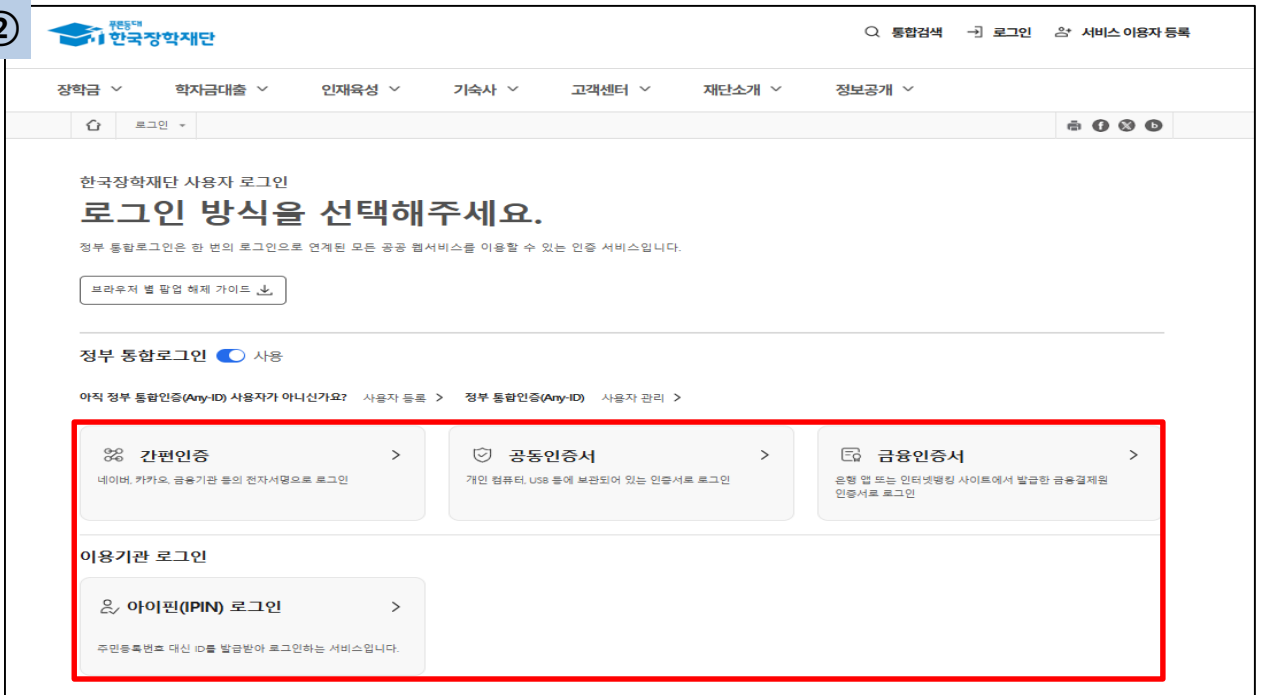 ②
푸른등대
한국장학재단
통합검색 로그인 서비스 이용자 등록
장학금 학자금대출 인재육성 기숙사 고객센터 재단소개 정보공개
로그인
한국장학재단 사용자 로그인
로그인 방식을 선택해주세요.
정부 통합로그인은 한 번의 로그인으로 연계된 모든 공공 웹서비스를 이용할 수 있는 인증 서비스입니다.
브라우저 별 팝업 해제 가이드
정부 통합로그인 사용
아직 정부 통합인증(Any-ID) 사용자가 아니신가요? 사용자 등록 > 정부 통합인증(Any-ID) 사용자 관리 >
간편인증 >
네이버, 카카오, 금융기관 등의 전자서명으로 로그인
공동인증서 >
개인 컴퓨터, USB 등에 보관되어 있는 인증서로 로그인
금융인증서 >
은행 앱 또는 인터넷뱅킹 사이트에서 발급한 금융결제원
인증서로 로그인
이용기관 로그인
아이핀(IPIN) 로그인 >
주민등록번호 대신 ID를 발급받아 로그인하는 서비스입니다.